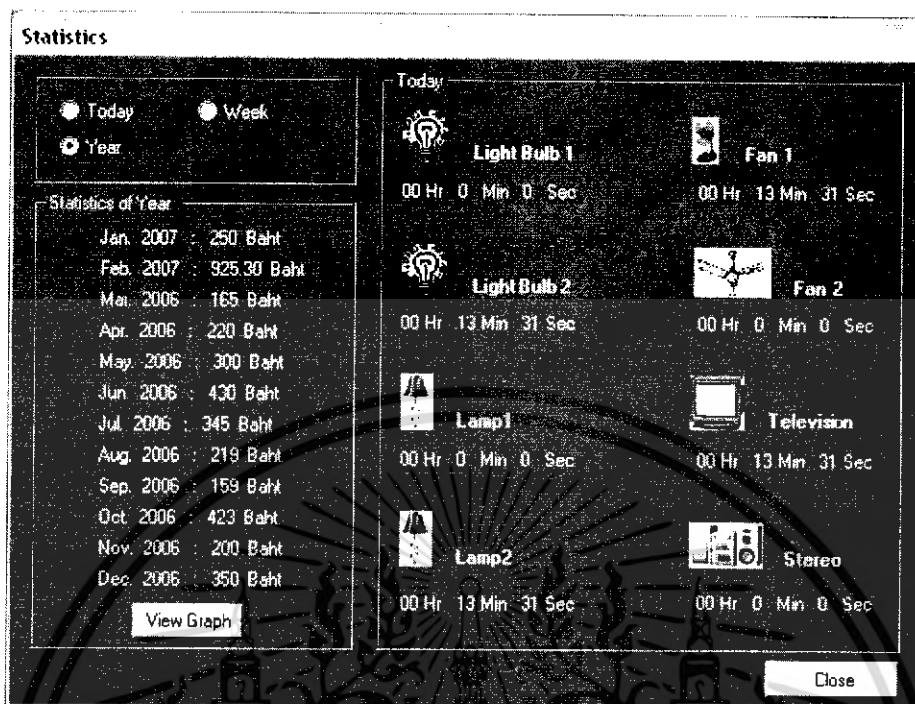 Statistics
Today Week
Year
Statistics of Year
Jan. 2007 : 250 Baht
Feb. 2007 : 925.30 Baht
Mar. 2006 : 165 Baht
Apr. 2006 : 220 Baht
May. 2006 : 300 Baht
Jun. 2006 : 430 Baht
Jul. 2006 : 345 Baht
Aug. 2006 : 219 Baht
Sep. 2006 : 159 Baht
Oct. 2006 : 423 Baht
Nov. 2006 : 200 Baht
Dec. 2006 : 350 Baht
View Graph
Today
Light Bulb 1
00 Hr 0 Min 0 Sec
Fan 1
00 Hr 13 Min 31 Sec
Light Bulb 2
00 Hr 13 Min 31 Sec
Fan 2
00 Hr 0 Min 0 Sec
Lamp1
00 Hr 0 Min 0 Sec
Television
00 Hr 13 Min 31 Sec
Lamp2
00 Hr 13 Min 31 Sec
Stereo
00 Hr 0 Min 0 Sec
Close